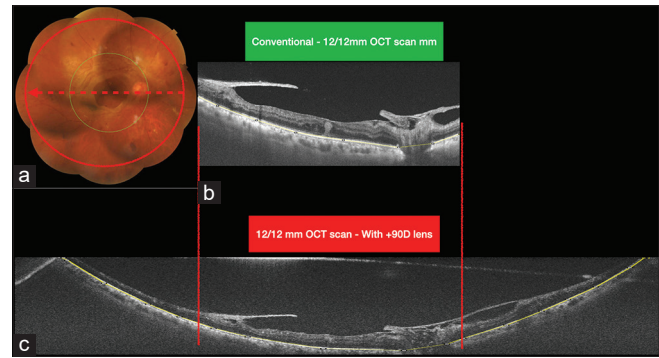 Conventional - 12/12mm OCT scan mm
a
b
12/12 mm OCT scan - With +90D lens
c